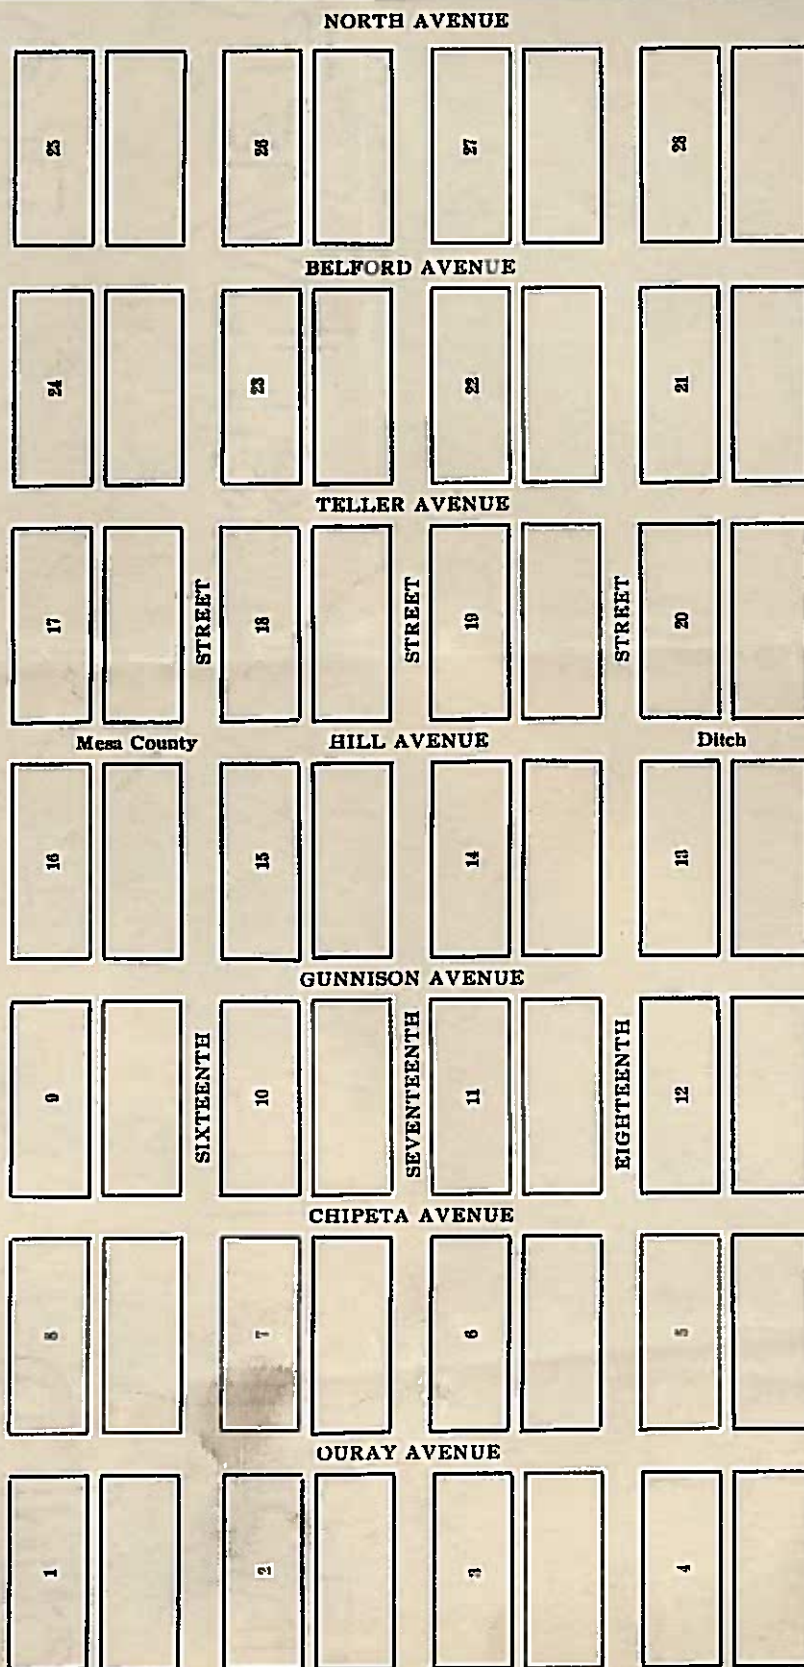 NORTH AVENUE
25 26 27 28
BELFORD AVENUE
24 23 22 21
TELLER AVENUE
17 STREET 18 STREET 19 STREET 20
Mesa County HILL AVENUE Ditch
16 15 14 13
GUNNISON AVENUE
9 SIXTEENTH 10 SEVENTEENTH 11 EIGHTEENTH 12
CHIPETA AVENUE
8 7 6 5
OURAY AVENUE
1 2 3 4